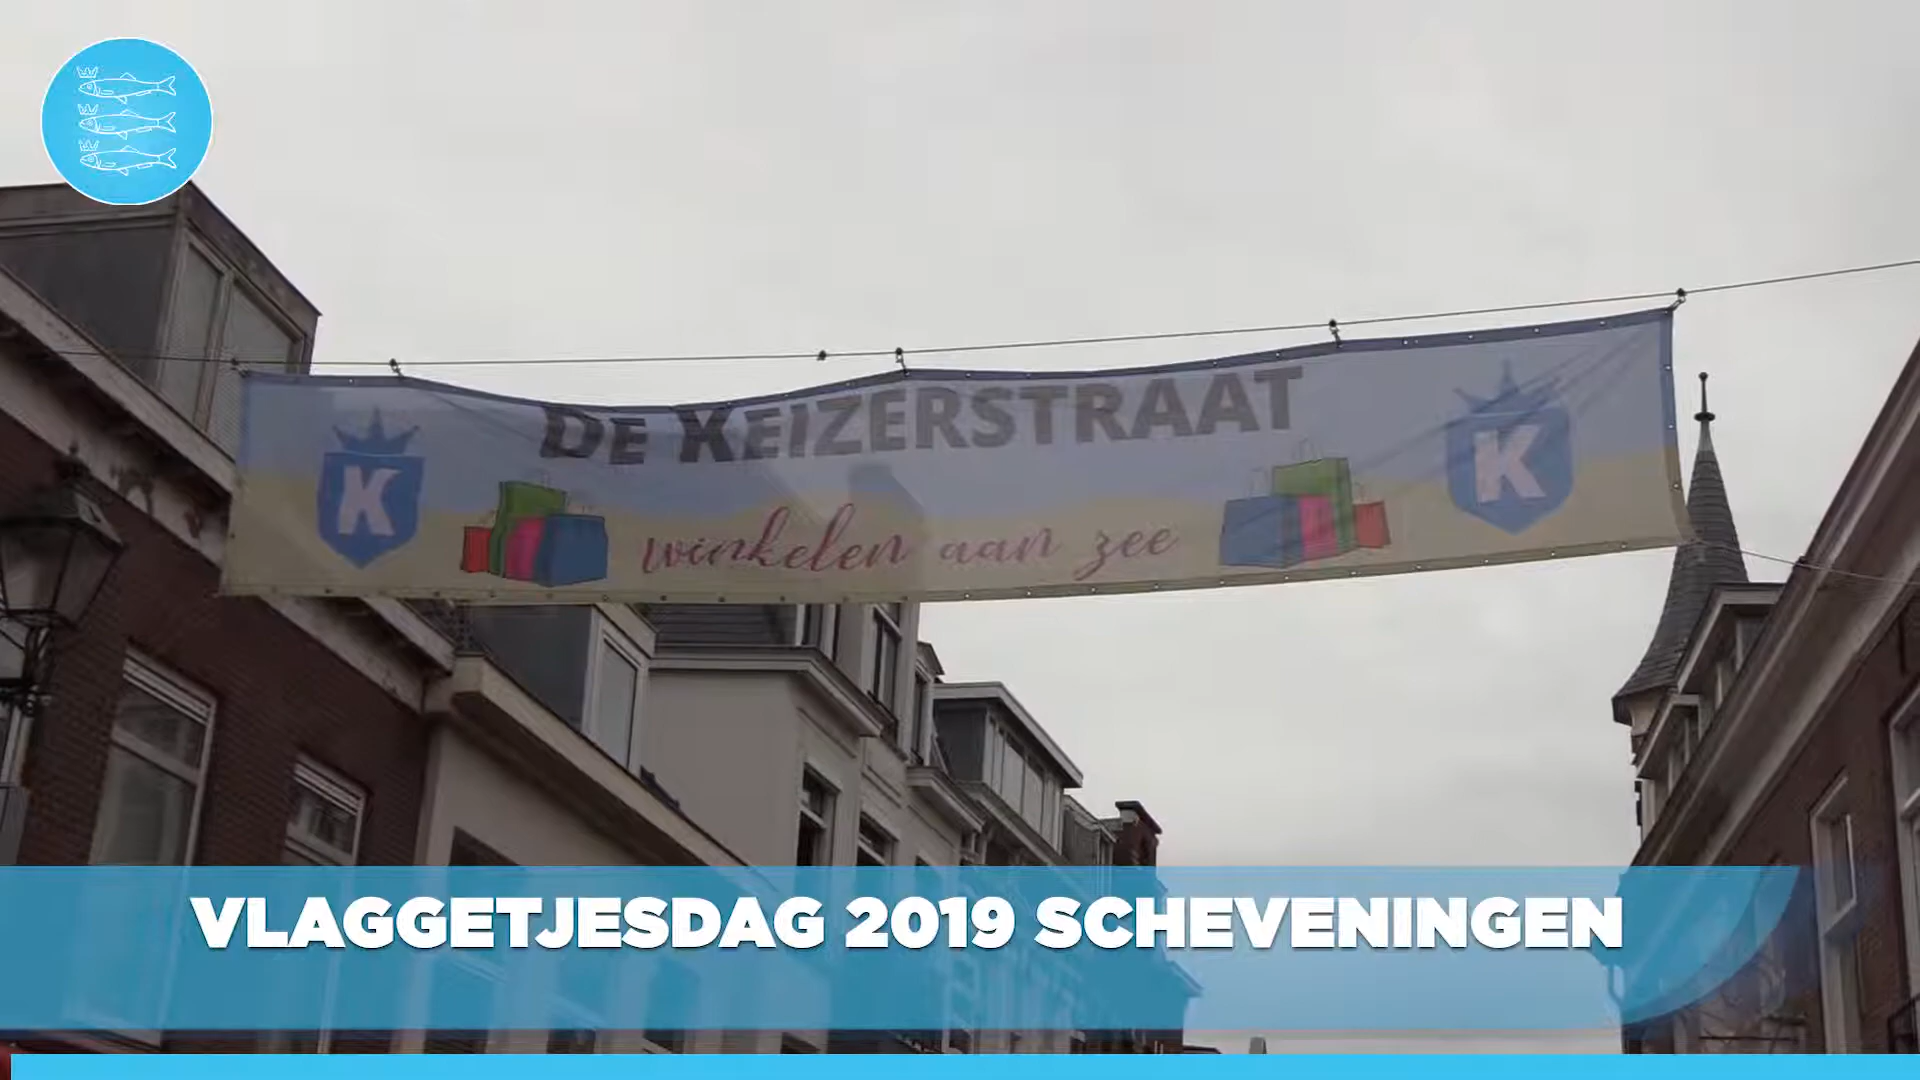 DE KEIZERSTRAAT
K
K
winkelen aan zee
VLAGGETJESDAG 2019 SCHEVENINGEN